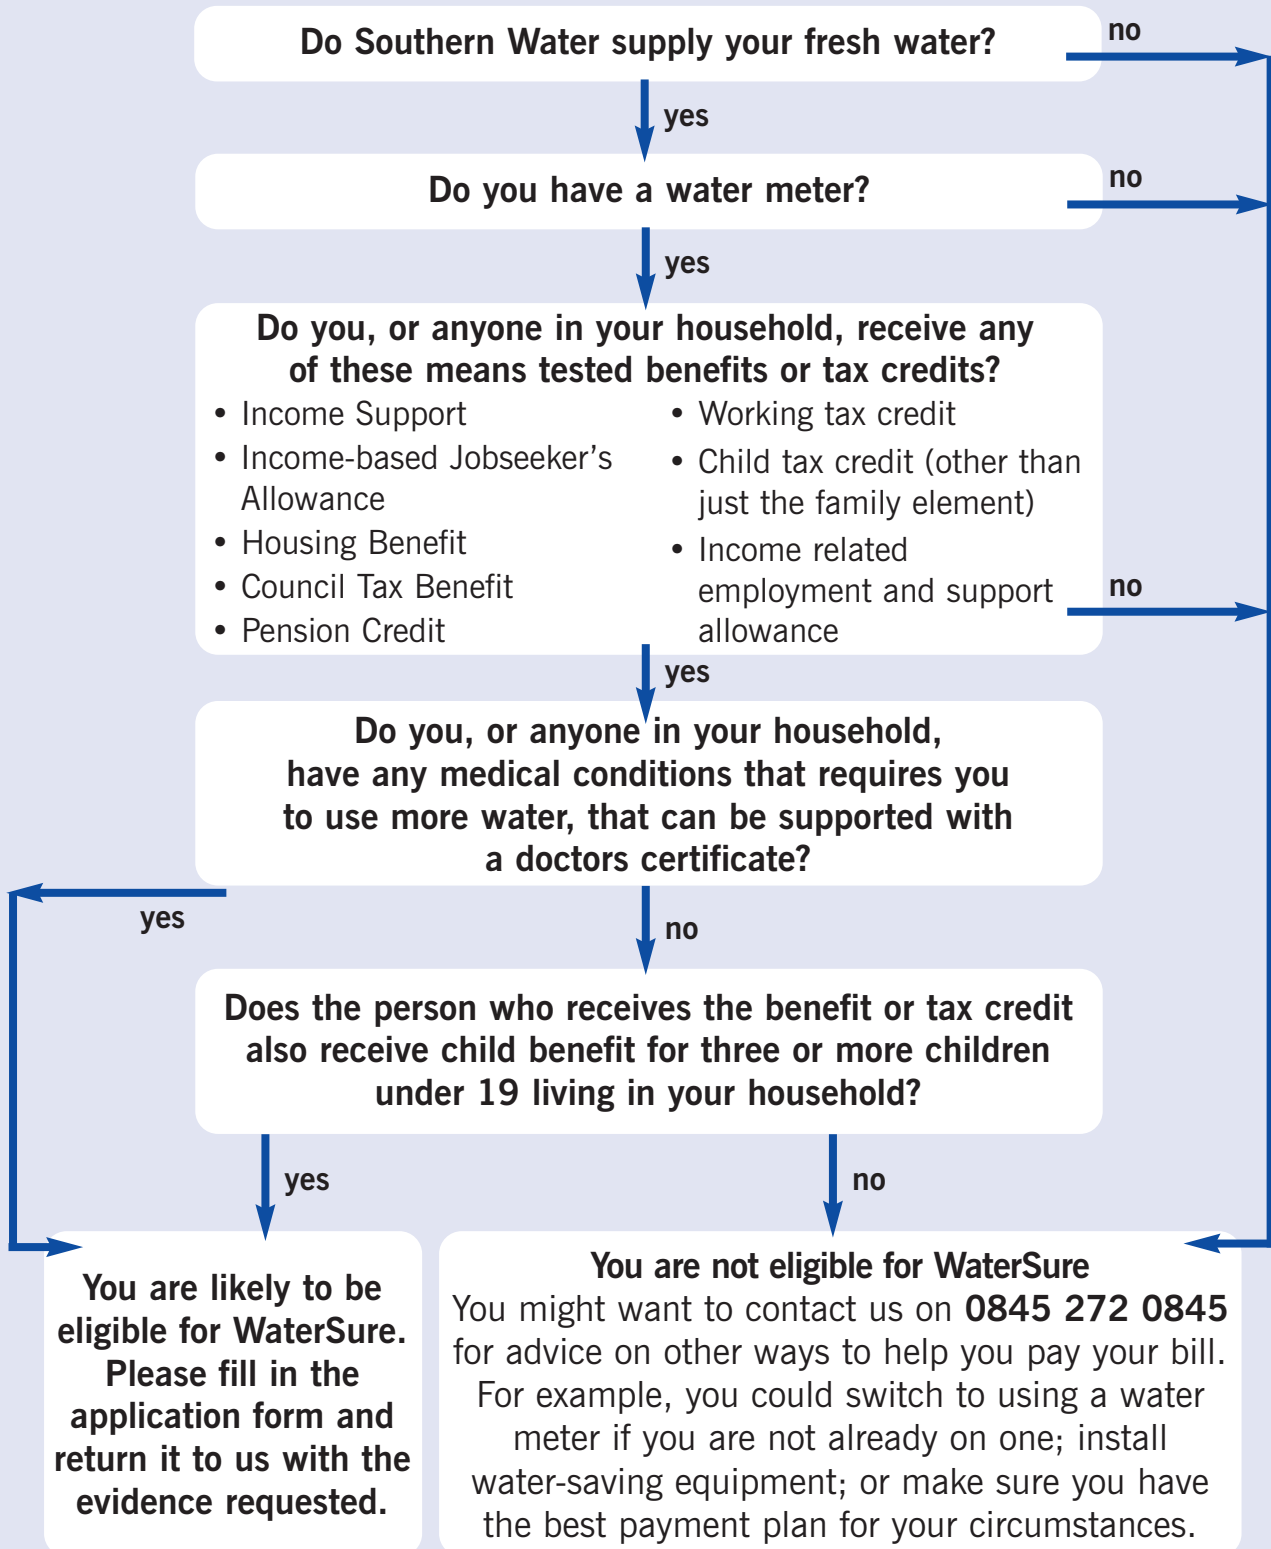 Do Southern Water supply your fresh water?
no
yes
Do you have a water meter?
no
yes
Do you, or anyone in your household, receive any
of these means tested benefits or tax credits?
• Income Support
• Income-based Jobseeker's
Allowance
• Housing Benefit
• Council Tax Benefit
• Pension Credit
• Working tax credit
• Child tax credit (other than
just the family element)
• Income related
employment and support
allowance
no
yes
Do you, or anyone in your household,
have any medical conditions that requires you
to use more water, that can be supported with
a doctors certificate?
yes
no
Does the person who receives the benefit or tax credit
also receive child benefit for three or more children
under 19 living in your household?
yes
no
You are likely to be
eligible for WaterSure.
Please fill in the
application form and
return it to us with the
evidence requested.
You are not eligible for WaterSure
You might want to contact us on 0845 272 0845
for advice on other ways to help you pay your bill.
For example, you could switch to using a water
meter if you are not already on one; install
water-saving equipment; or make sure you have
the best payment plan for your circumstances.